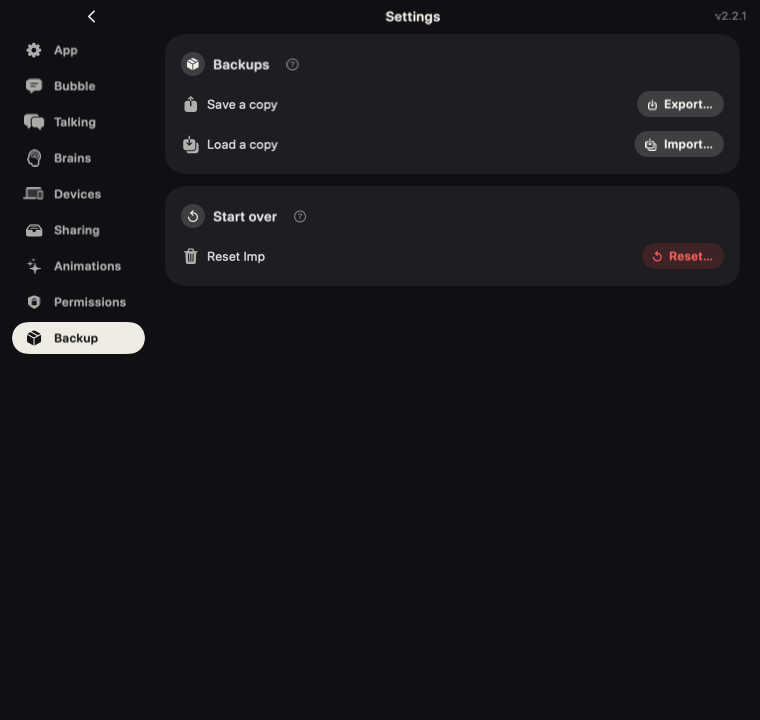 Settings
v2.2.1
App
Bubble
Talking
Brains
Devices
Sharing
Animations
Permissions
Backup
Backups
Save a copy
Export...
Load a copy
Import...
Start over
Reset Imp
Reset...